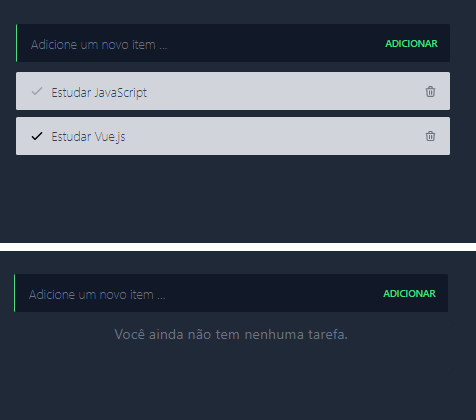 Adicione um novo item ... ADICIONAR
Estudar JavaScript
Estudar Vue.js
Adicione um novo item ... ADICIONAR
Você ainda não tem nenhuma tarefa.